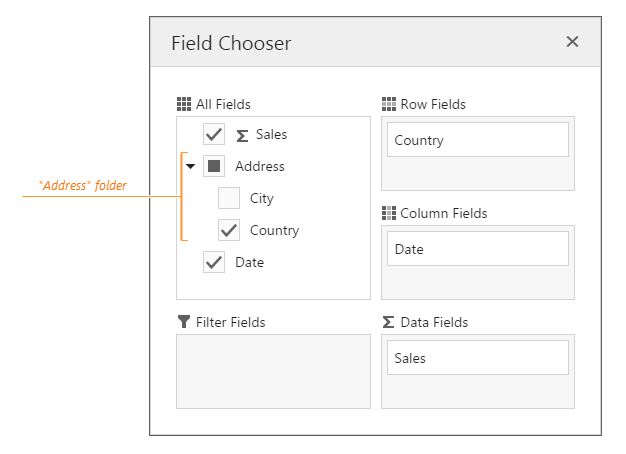 Field Chooser
All Fields
Σ Sales
Address
City
Country
Date
"Address" folder
Row Fields
Country
Column Fields
Date
Filter Fields
Σ Data Fields
Sales